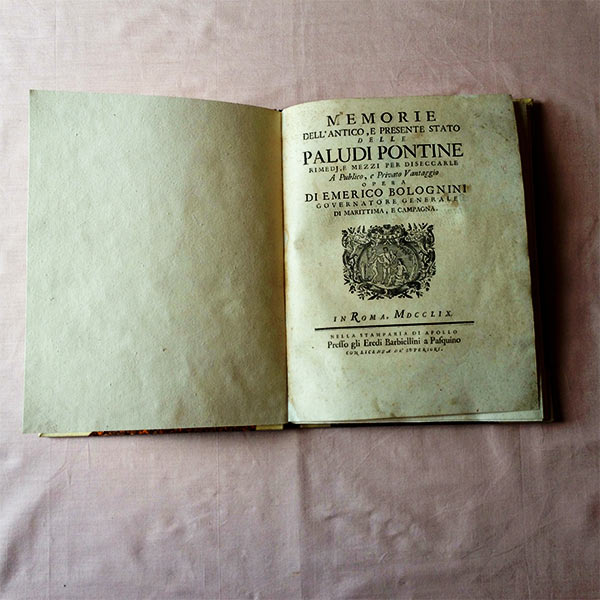 MEMORIE
DELL'ANTICO, E PRESENTE STATO
DELLE
PALUDI PONTINE
RIMEDJ, E MEZZI PER DISECCARLE
A Publico, e Privato Vantaggio
OPERA
DI EMERICO BOLOGNINI
GOVERNATORE GENERALE
DI MARITTIMA, E CAMPAGNA.
IN ROMA, MDCCLIX.
NELLA STAMPARIA DI APOLLO
Presso gli Eredi Barbiellini a Pasquino
CON LICENZA DE' SUPERIORI.